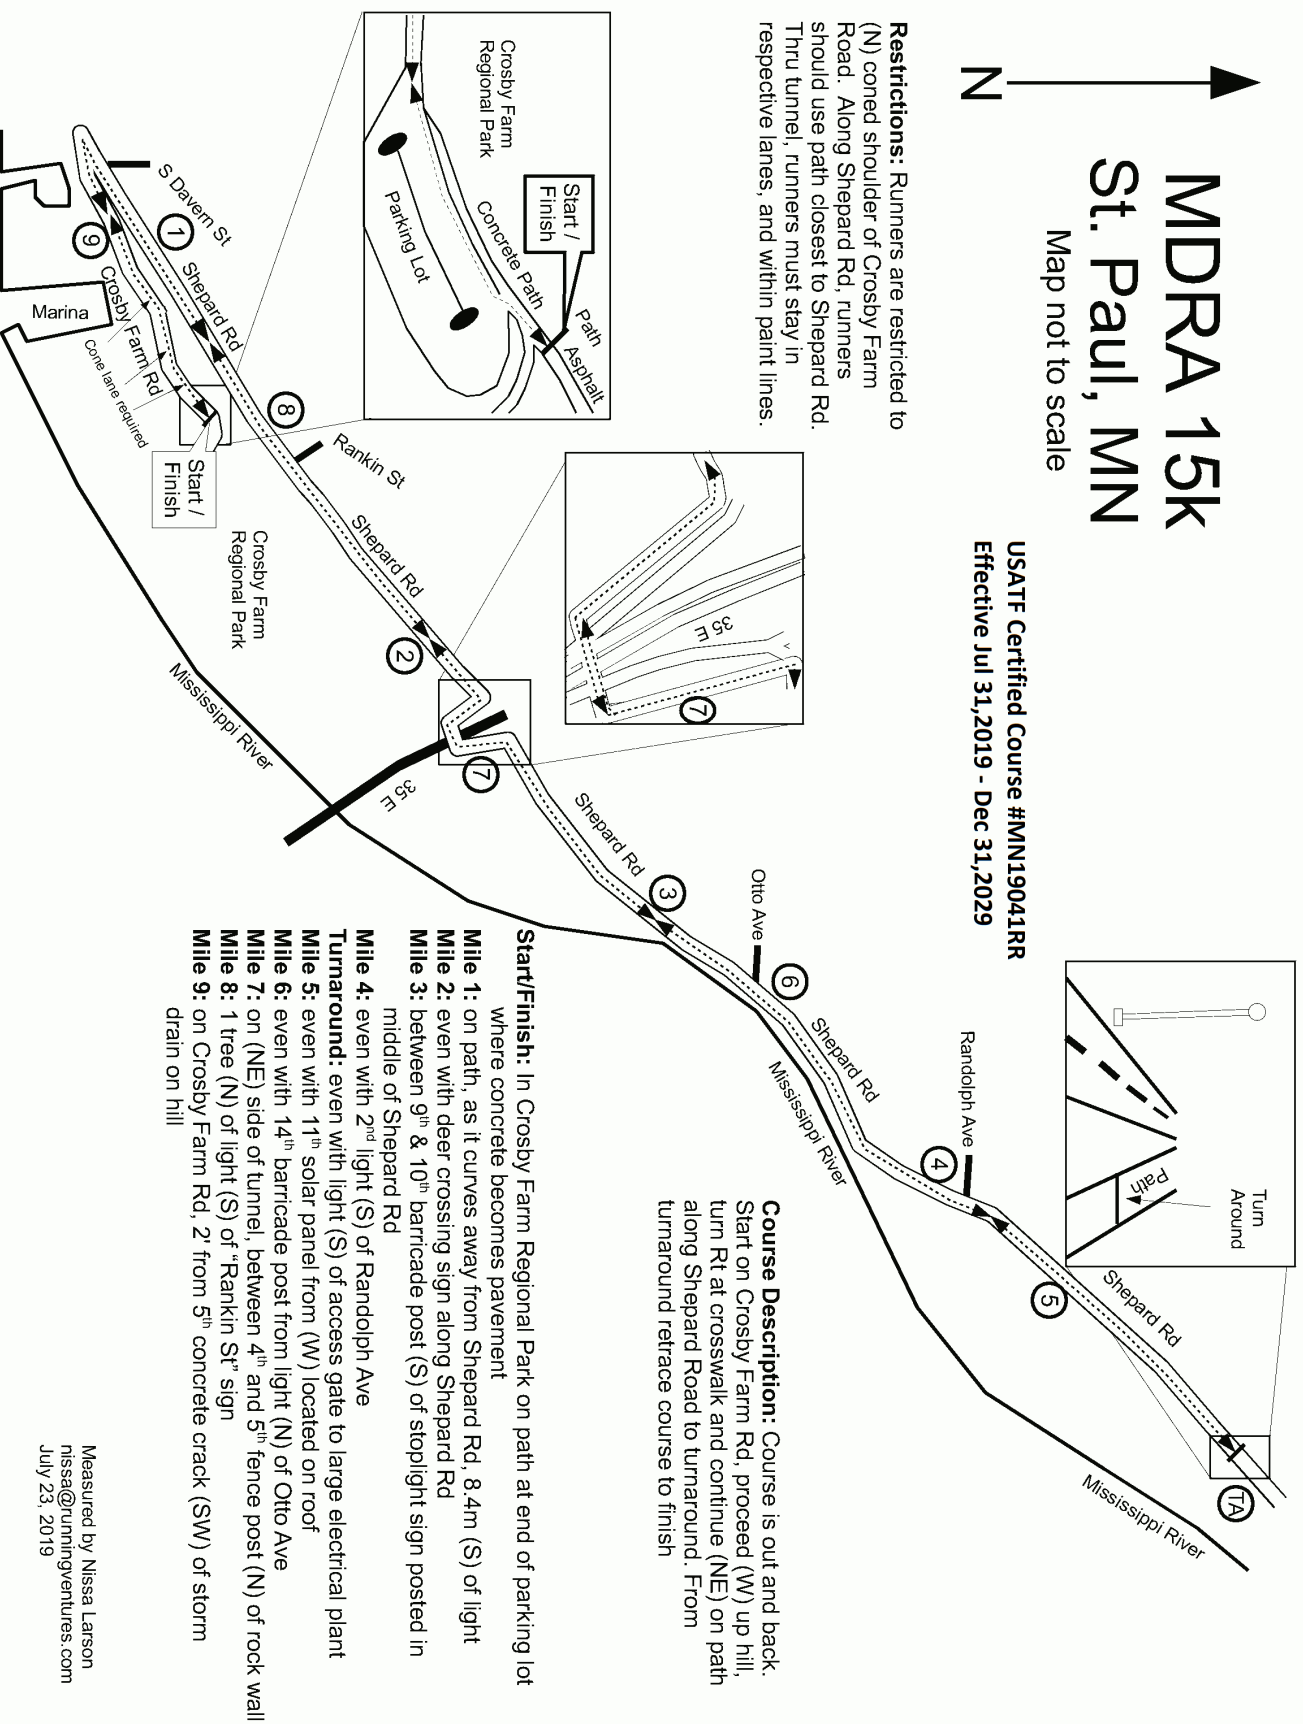 MDRA 15k
St. Paul, MN
Map not to scale
N
USATF Certified Course #MN19041RR
Effective Jul 31,2019 - Dec 31,2029
Restrictions: Runners are restricted to
(N) coned shoulder of Crosby Farm
Road. Along Shepard Rd, runners
should use path closest to Shepard Rd.
Thru tunnel, runners must stay in
respective lanes, and within paint lines.
Turn
Around
Path
Crosby Farm
Regional Park
Start /
Finish
Concrete Path
Path
Asphalt
Parking Lot
35 E
7
S Davern St
1
Shepard Rd
9
Crosby Farm Rd
Cone lane required
Marina
8
Rankin St
Start /
Finish
Crosby Farm
Regional Park
Shepard Rd
2
Mississippi River
35 E
7
Shepard Rd
3
Otto Ave
6
Shepard Rd
Mississippi River
Randolph Ave
4
5
Shepard Rd
TA
Mississippi River
Course Description: Course is out and back.
Start on Crosby Farm Rd, proceed (W) up hill,
turn Rt at crosswalk and continue (NE) on path
along Shepard Road to turnaround. From
turnaround retrace course to finish
Start/Finish: In Crosby Farm Regional Park on path at end of parking lot
where concrete becomes pavement
Mile 1: on path, as it curves away from Shepard Rd, 8.4m (S) of light
Mile 2: even with deer crossing sign along Shepard Rd
Mile 3: between 9th & 10th barricade post (S) of stoplight sign posted in
middle of Shepard Rd
Mile 4: even with 2nd light (S) of Randolph Ave
Turnaround: even with light (S) of access gate to large electrical plant
Mile 5: even with 11th solar panel from (W) located on roof
Mile 6: even with 14th barricade post from light (N) of Otto Ave
Mile 7: on (NE) side of tunnel, between 4th and 5th fence post (N) of rock wall
Mile 8: 1 tree (N) of light (S) of "Rankin St" sign
Mile 9: on Crosby Farm Rd, 2' from 5th concrete crack (SW) of storm
drain on hill
Measured by Nissa Larson
nissa@runningventures.com
July 23, 2019